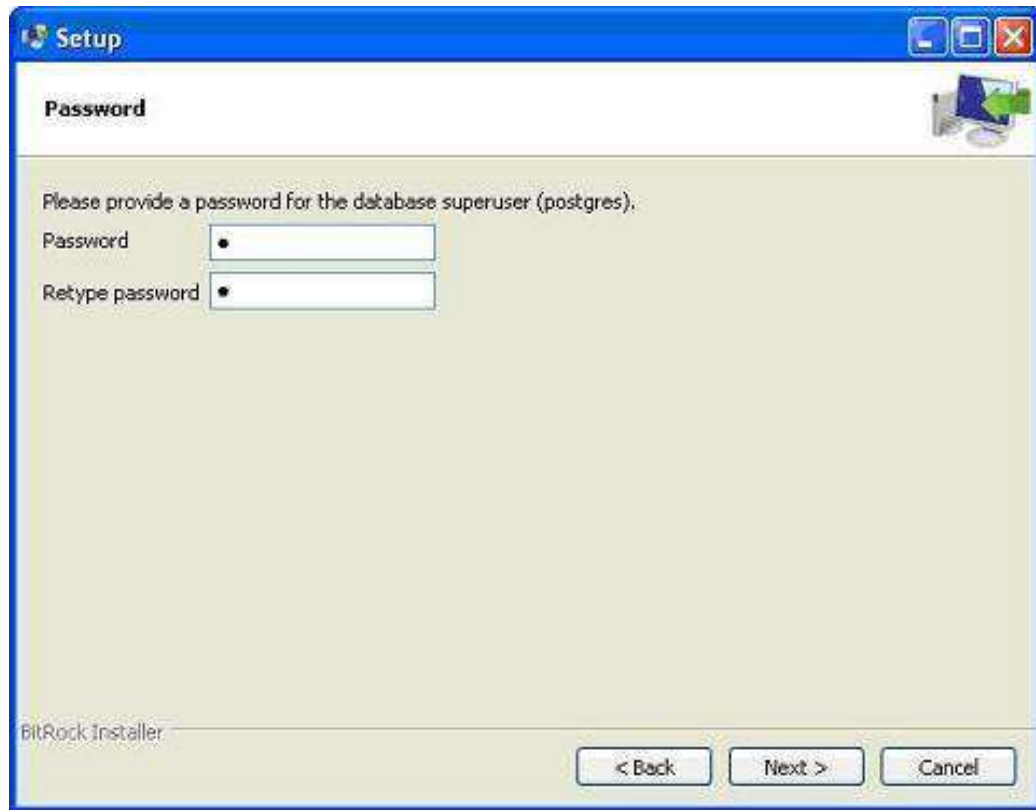 Setup
Password
Please provide a password for the database superuser (postgres).
Password
Retype password
BitRock Installer
< Back Next > Cancel